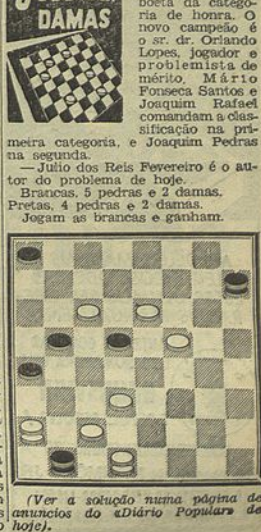 DAMAS
boeta da catego-
ria de honra. O
novo campeão é
o sr. dr. Orlando
Lopes, jogador e
problemista de
mérito. Mário
Fonseca Santos e
Joaquim Rafael
comandam a clas-
sificação na pri-
meira categoria, e Joaquim Pedras
na segunda.
— Julio dos Reis Fevereiro é o au-
tor do problema de hoje.
Brancas, 5 pedras e 2 damas.
Pretas, 4 pedras e 2 damas.
Jogam as brancas e ganham.
(Ver a solução numa página de
anuncios do «Diário Popular» de
hoje).